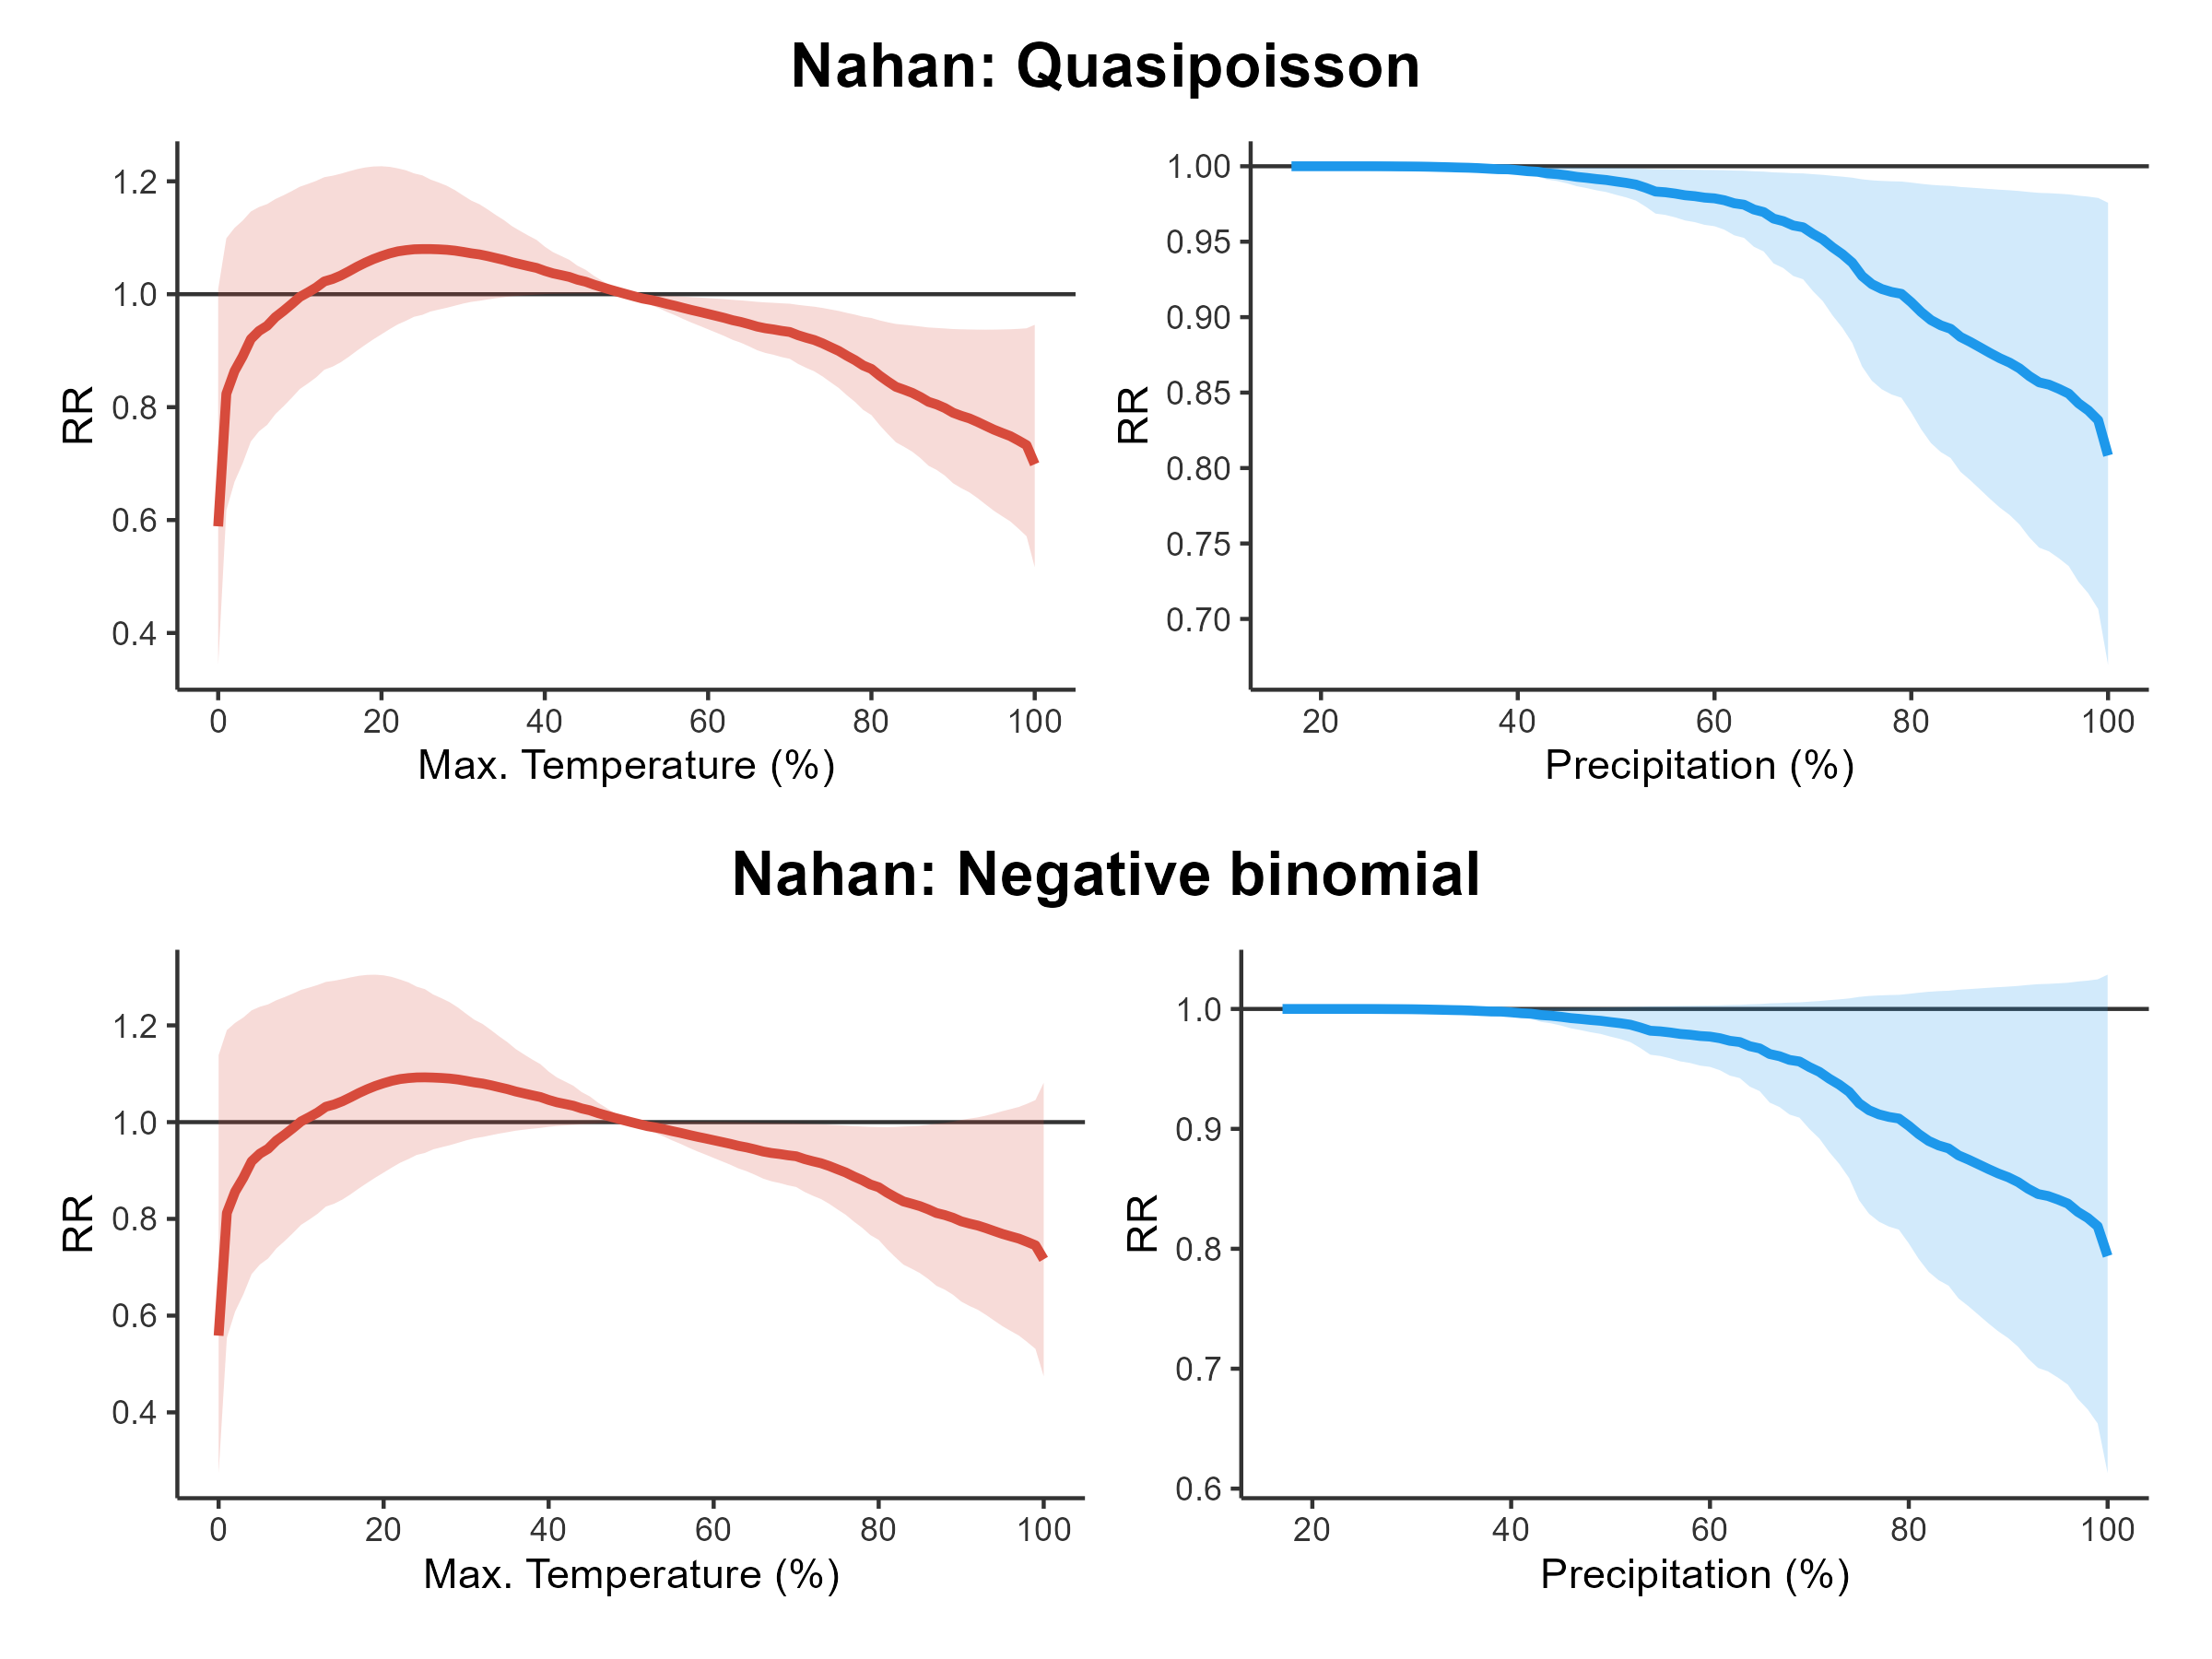 Nahan: Quasipoisson
1.2
1.0
0.8
0.6
0.4
RR
0 20 40 60 80 100
Max. Temperature (%)
1.00
0.95
0.90
0.85
0.80
0.75
0.70
RR
20 40 60 80 100
Precipitation (%)
Nahan: Negative binomial
1.2
1.0
0.8
0.6
0.4
RR
0 20 40 60 80 100
Max. Temperature (%)
1.0
0.9
0.8
0.7
0.6
RR
20 40 60 80 100
Precipitation (%)